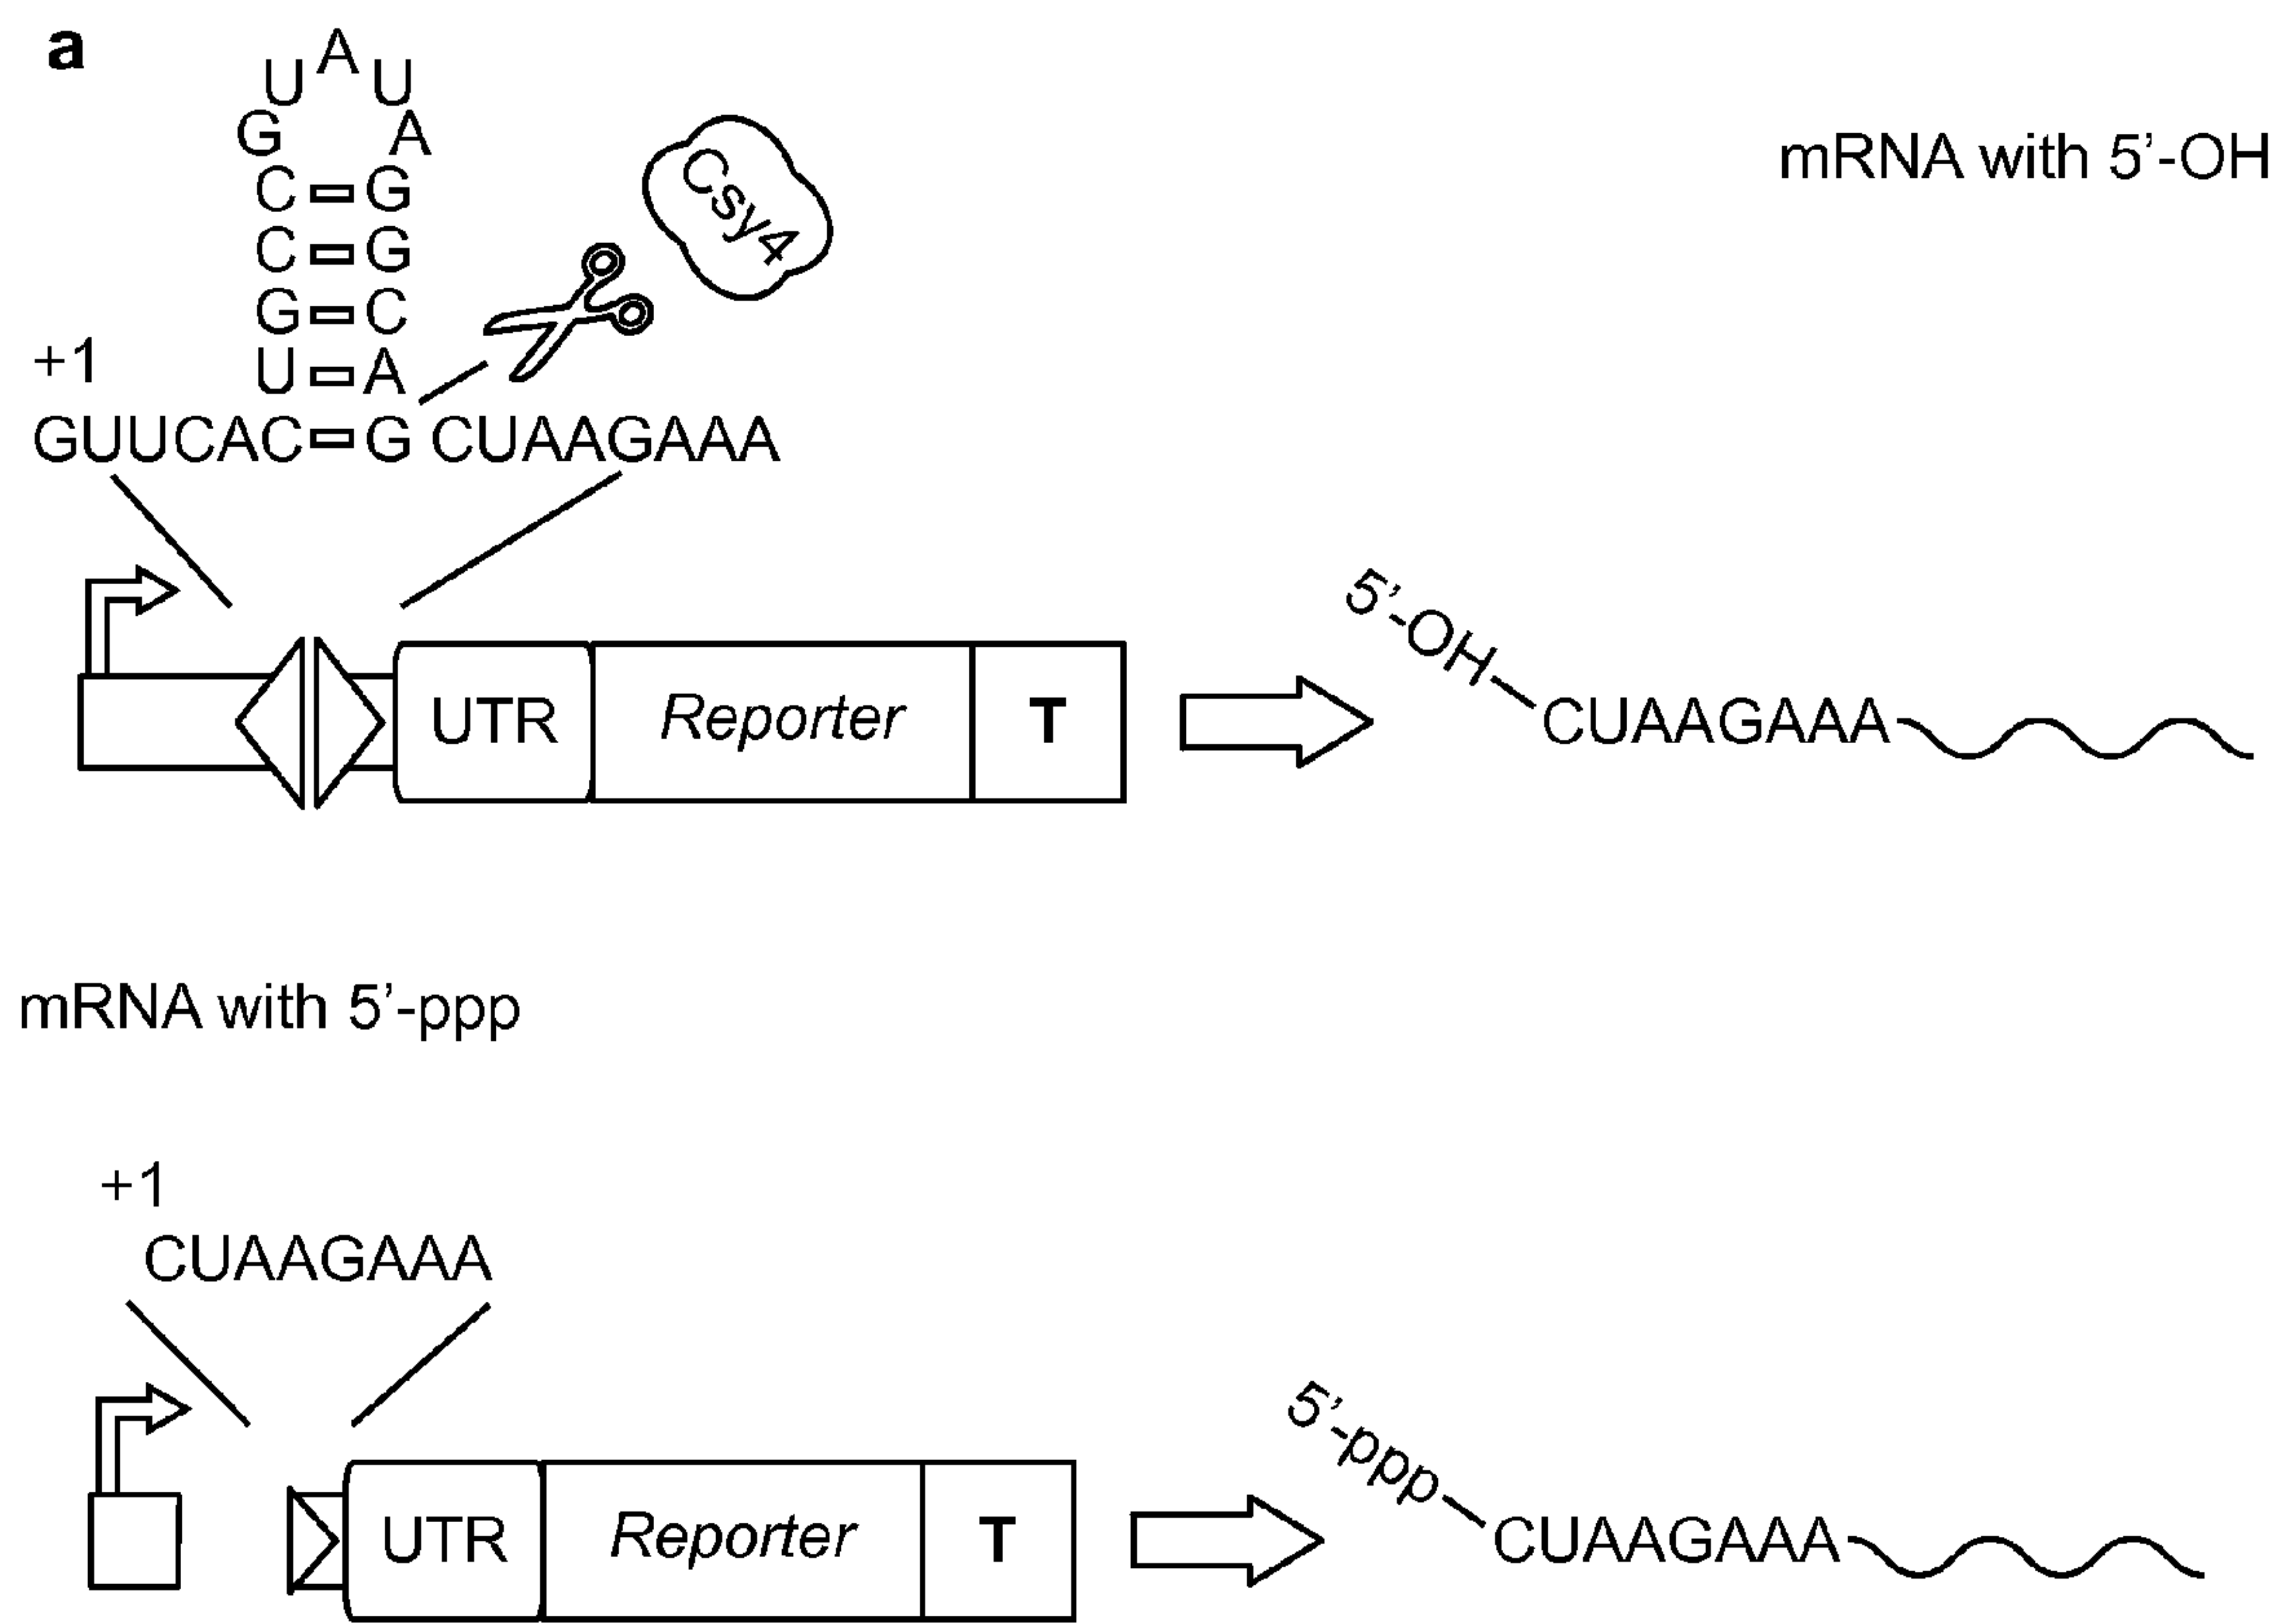 a
U A U
G A
C G
C G
G C
U A
+1
GUUCAC G CUAAGAAA
Csy4
mRNA with 5’-OH
UTR Reporter T
5’-OH
CUAAGAAA
mRNA with 5’-ppp
+1
CUAAGAAA
UTR Reporter T
5’-ppp
CUAAGAAA